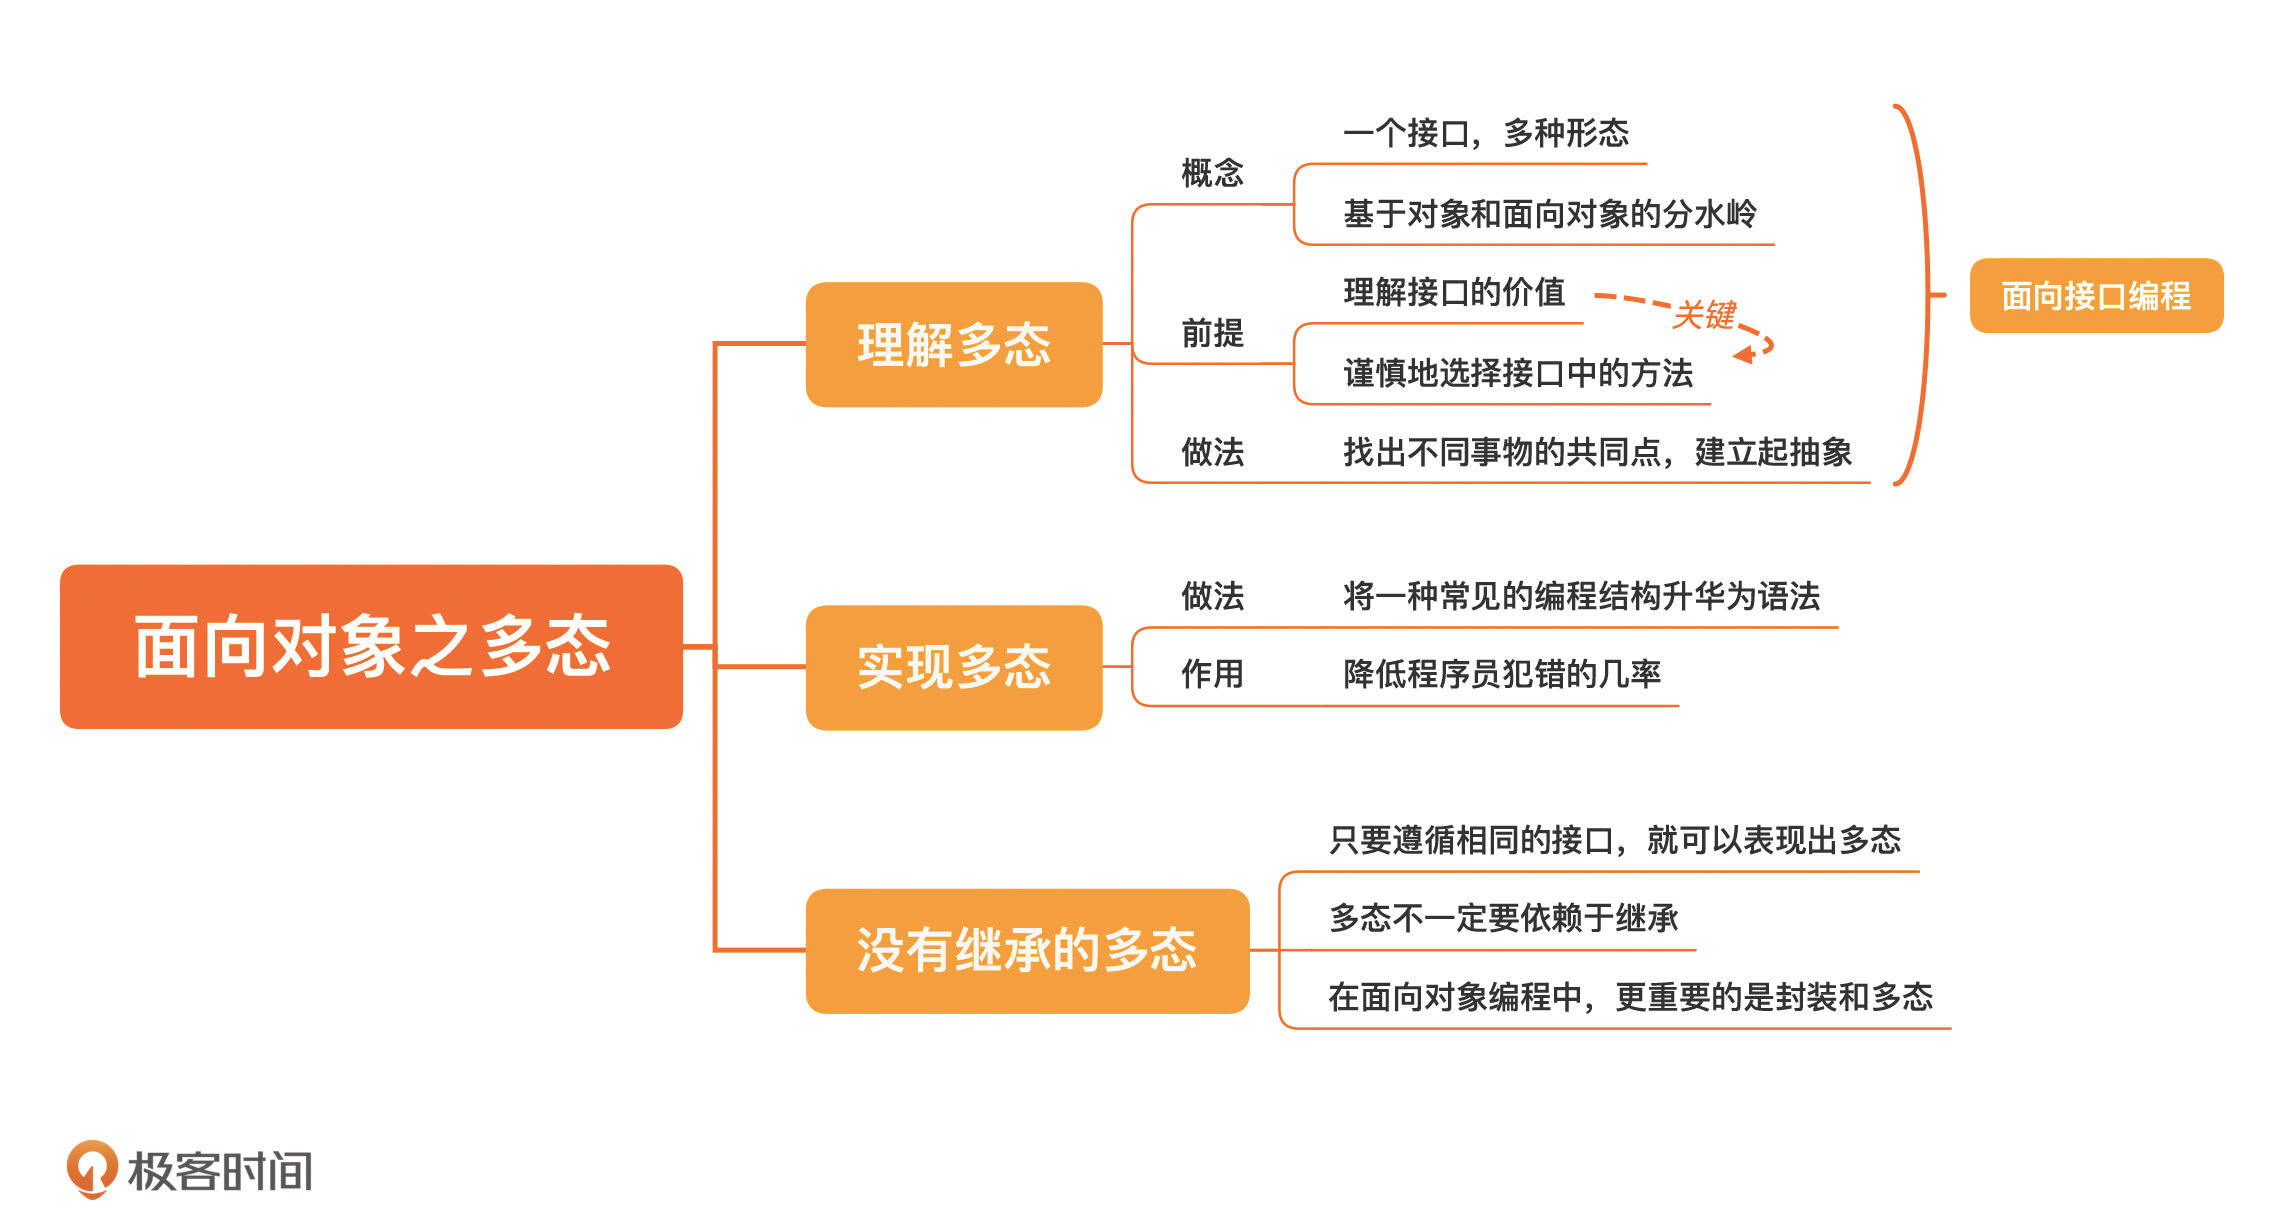 面向对象之多态
理解多态
概念
一个接口，多种形态
基于对象和面向对象的分水岭
前提
理解接口的价值
关键
谨慎地选择接口中的方法
做法
找出不同事物的共同点，建立起抽象
面向接口编程
实现多态
做法
将一种常见的编程结构升华为语法
作用
降低程序员犯错的几率
没有继承的多态
只要遵循相同的接口，就可以表现出多态
多态不一定要依赖于继承
在面向对象编程中，更重要的是封装和多态
极客时间